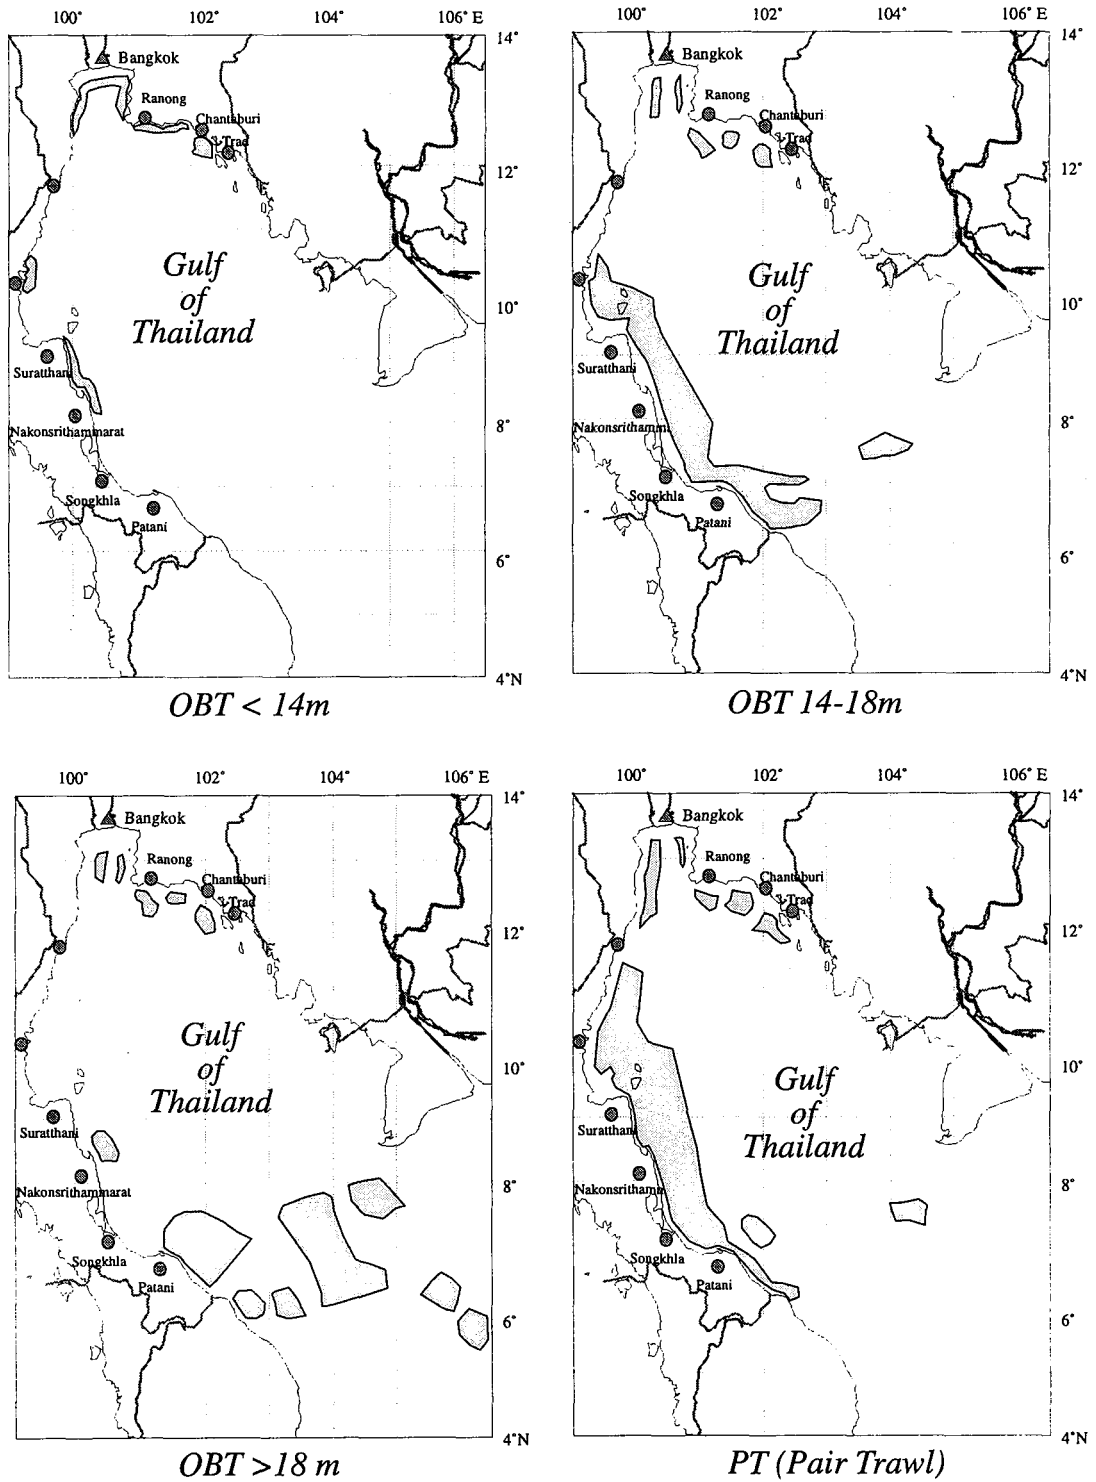 100° 102° 104° 106° E
14°
Bangkok
Ranong
Chantaburi
Trad
12°
Gulf
of
Thailand
10°
Suratthani
8°
Nakonsrithammarat
Songkhla
Patani
6°
4°N
OBT < 14m
100° 102° 104° 106° E
14°
Bangkok
Ranong
Chantaburi
Trad
12°
Gulf
of
Thailand
10°
Suratthani
8°
Nakonsrithamm
Songkhla
Patani
6°
4°N
OBT 14-18m
100° 102° 104° 106° E
14°
Bangkok
Ranong
Chantaburi
Trad
12°
Gulf
of
Thailand
10°
Suratthani
8°
Nakonsrithammarat
Songkhla
Patani
6°
4°N
OBT >18 m
100° 102° 104° 106° E
14°
Bangkok
Ranong
Chantaburi
Trad
12°
Gulf
of
Thailand
10°
Suratthani
8°
Nakonsrithamm
Songkhla
Patani
6°
4°N
PT (Pair Trawl)